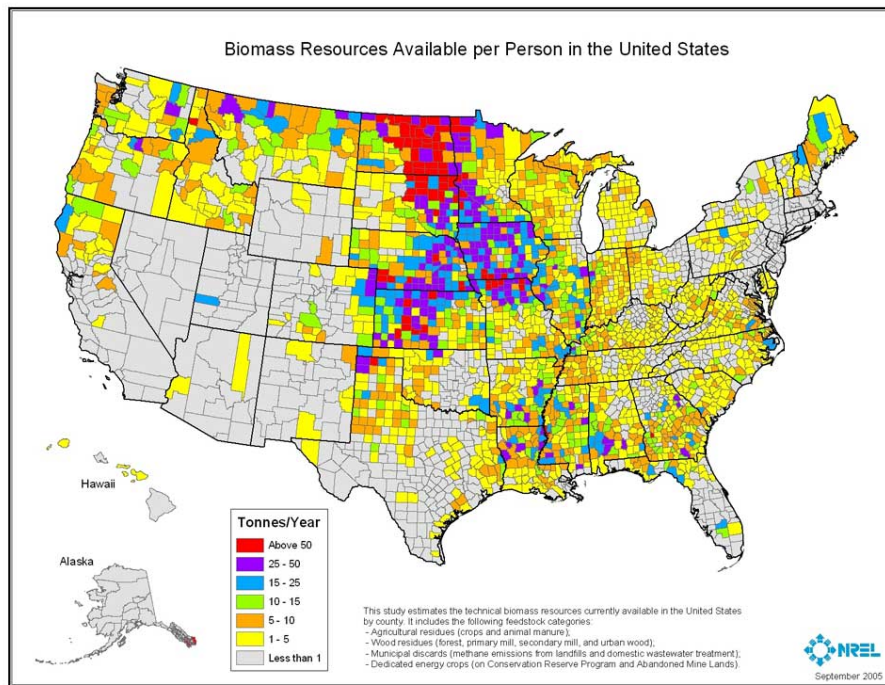 Biomass Resources Available per Person in the United States
Hawaii
Alaska
Tonnes/Year
Above 50
25 - 50
15 - 25
10 - 15
5 - 10
1 - 5
Less than 1
This study estimates the technical biomass resources currently available in the United States
by county. It includes the following feedstock categories:
- Agricultural residues (crops and animal manure);
- Wood residues (forest, primary mill, secondary mill, and urban wood);
- Municipal discards (methane emissions from landfills and domestic wastewater treatment);
- Dedicated energy crops (on Conservation Reserve Program and Abandoned Mine Lands).
NREL
September 2005